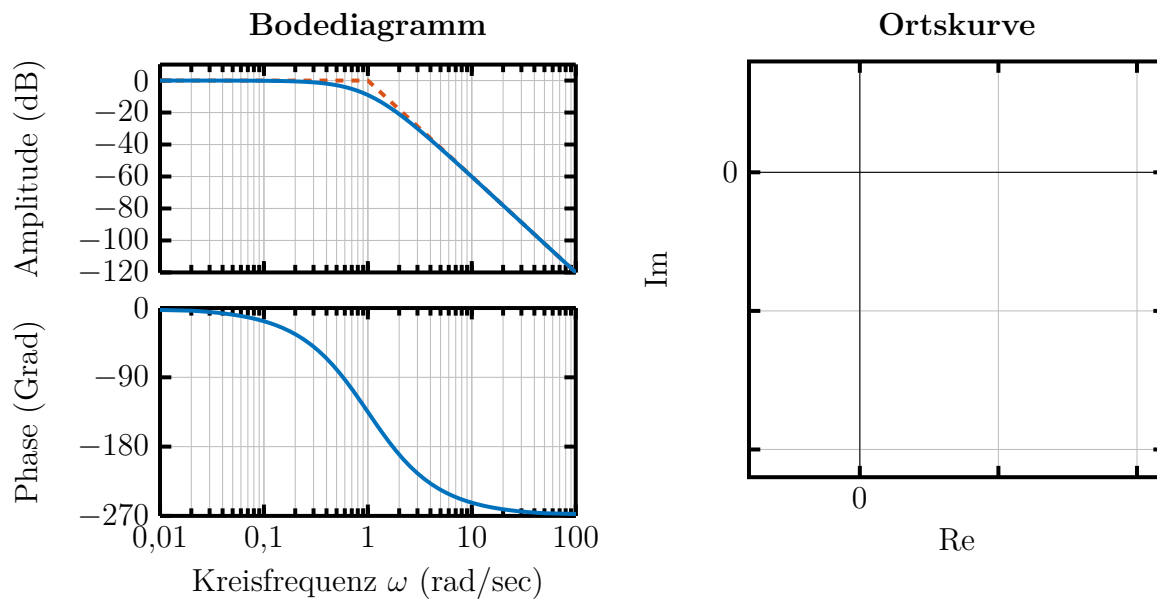 Bodediagramm
Amplitude (dB)
0
−20
−40
−60
−80
−100
−120
Phase (Grad)
0
−90
−180
−270
0,01 0,1 1 10 100
Kreisfrequenz ω (rad/sec)
Ortskurve
Im
0
0
Re